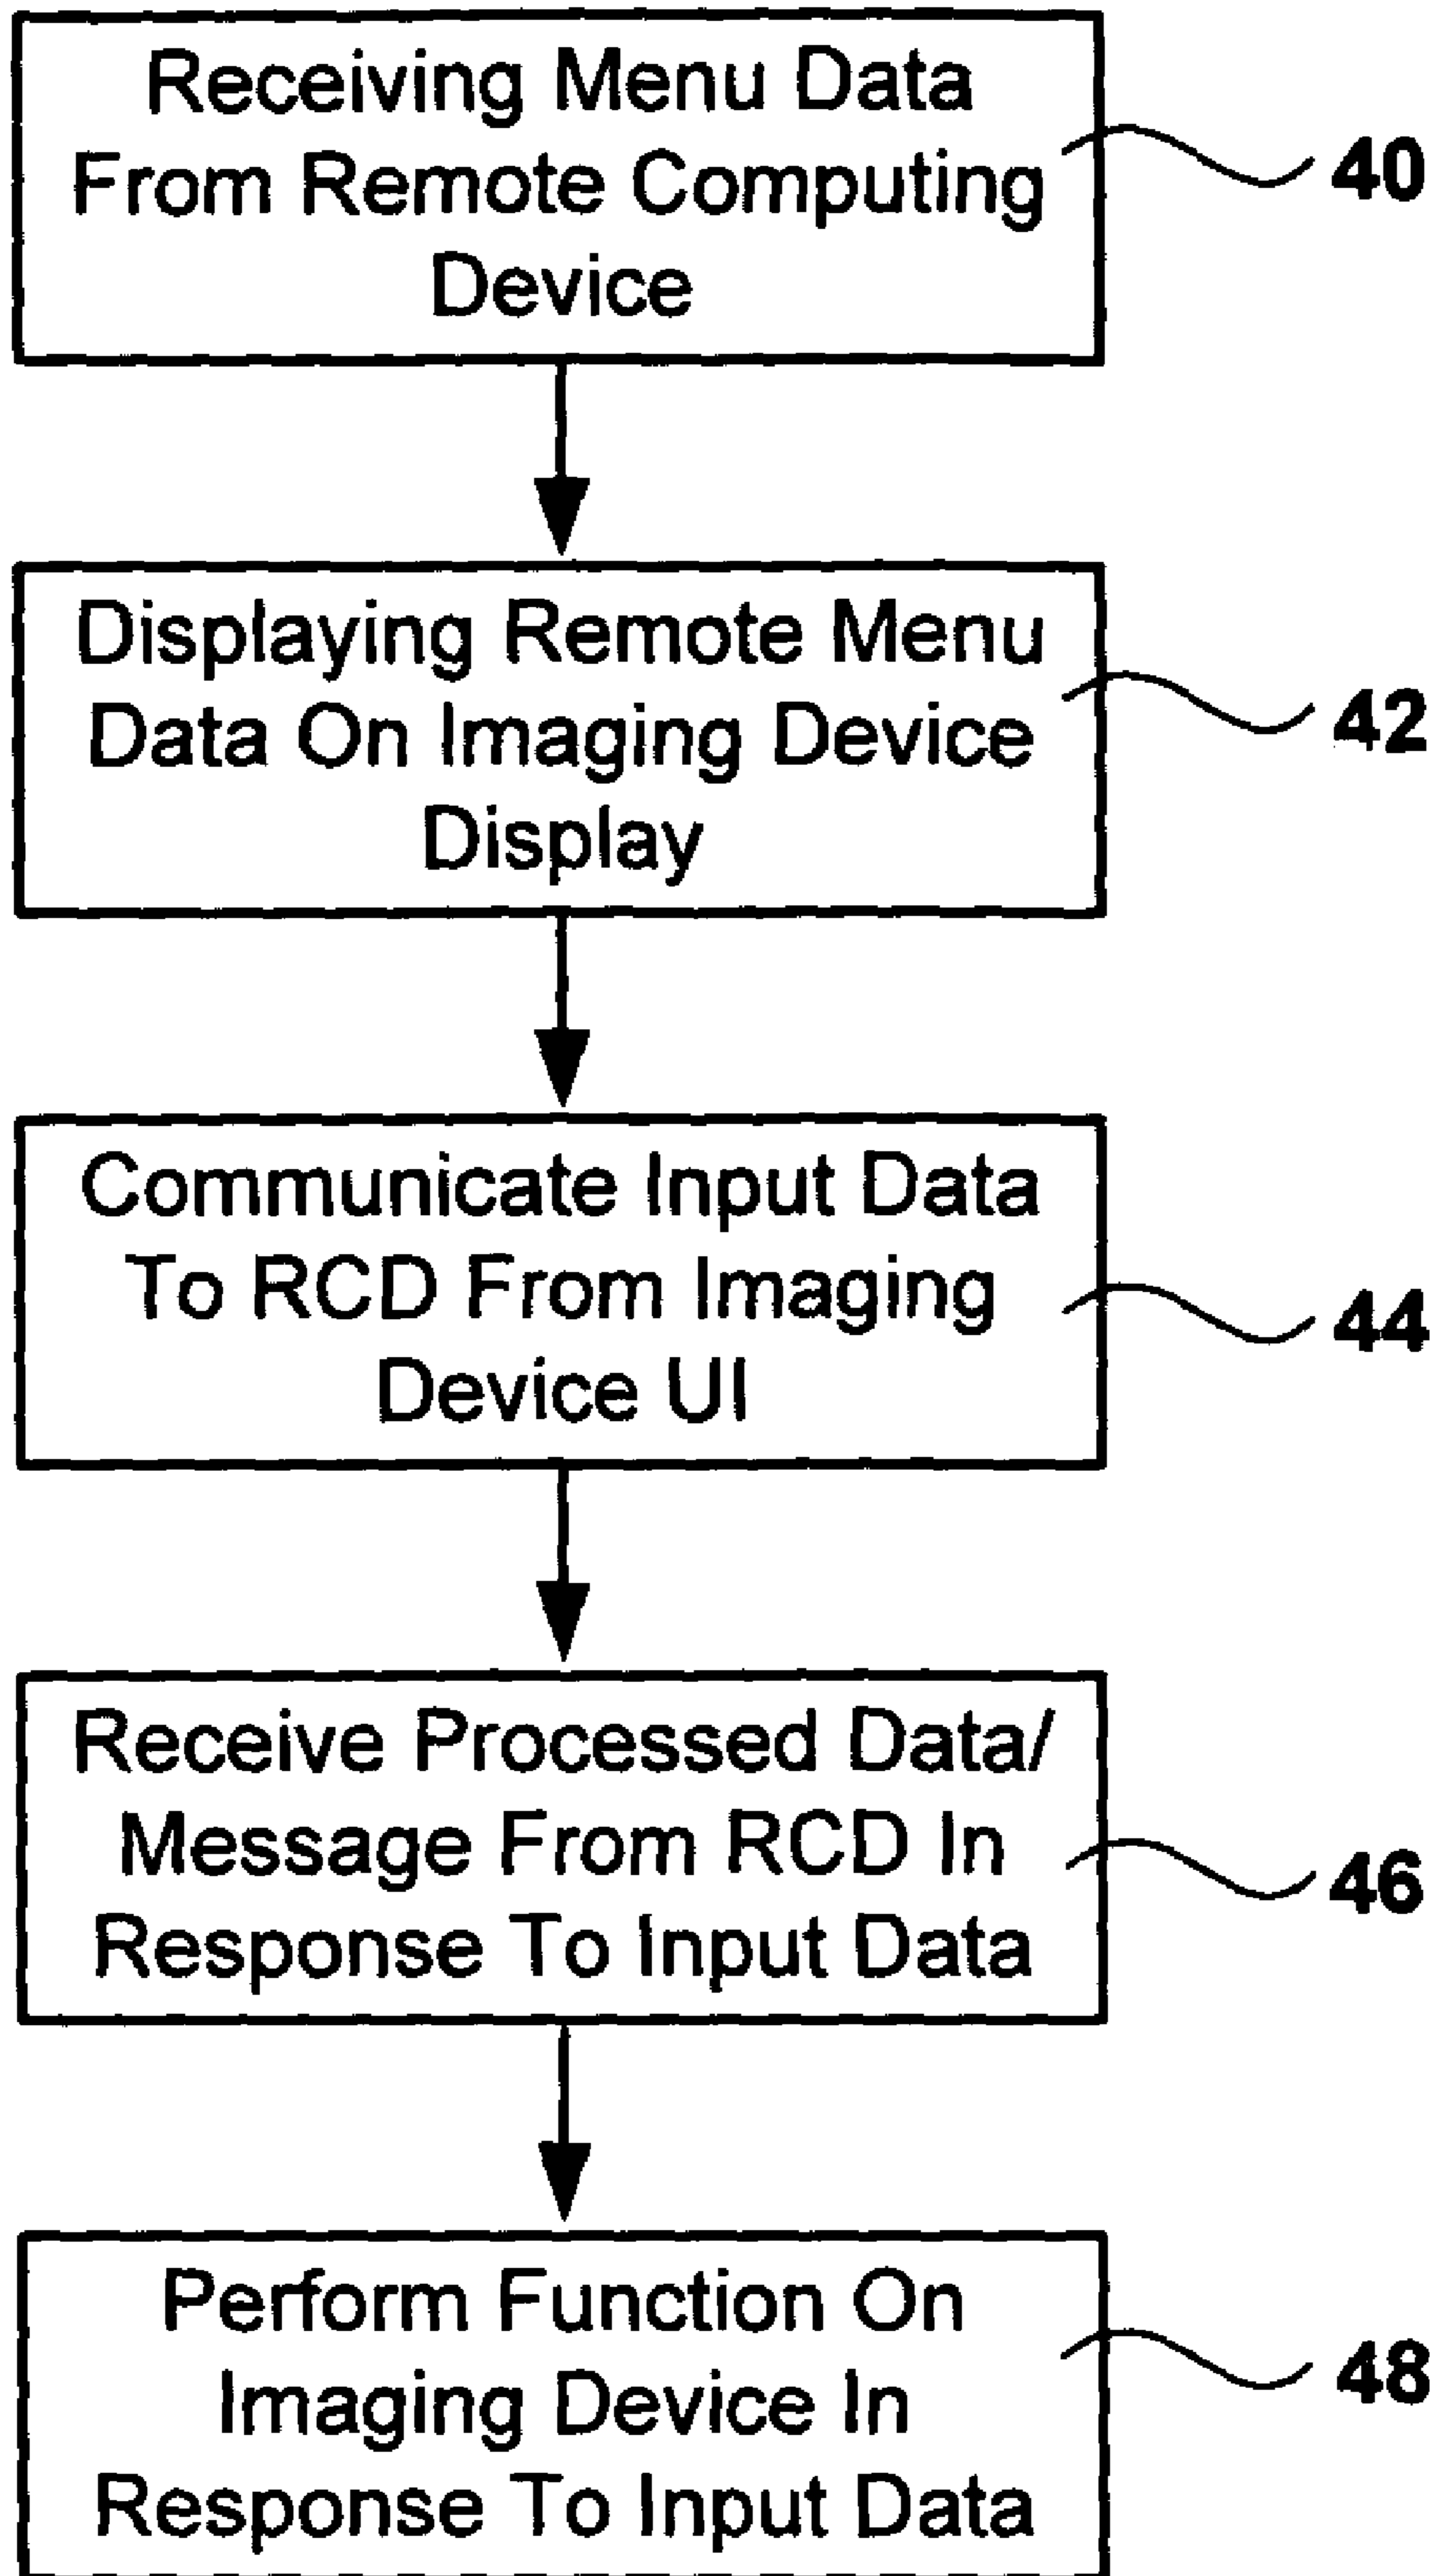 Receiving Menu Data
From Remote Computing
Device
40
Displaying Remote Menu
Data On Imaging Device
Display
42
Communicate Input Data
To RCD From Imaging
Device UI
44
Receive Processed Data/
Message From RCD In
Response To Input Data
46
Perform Function On
Imaging Device In
Response To Input Data
48